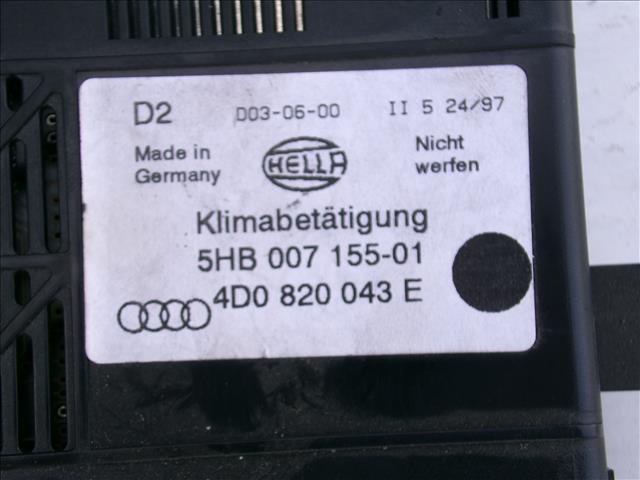 D2 D03-06-00 II 5 24/97
Made in Germany
HELLA
Nicht werfen
Klimabetätigung
5HB 007 155-01
4D0 820 043 E